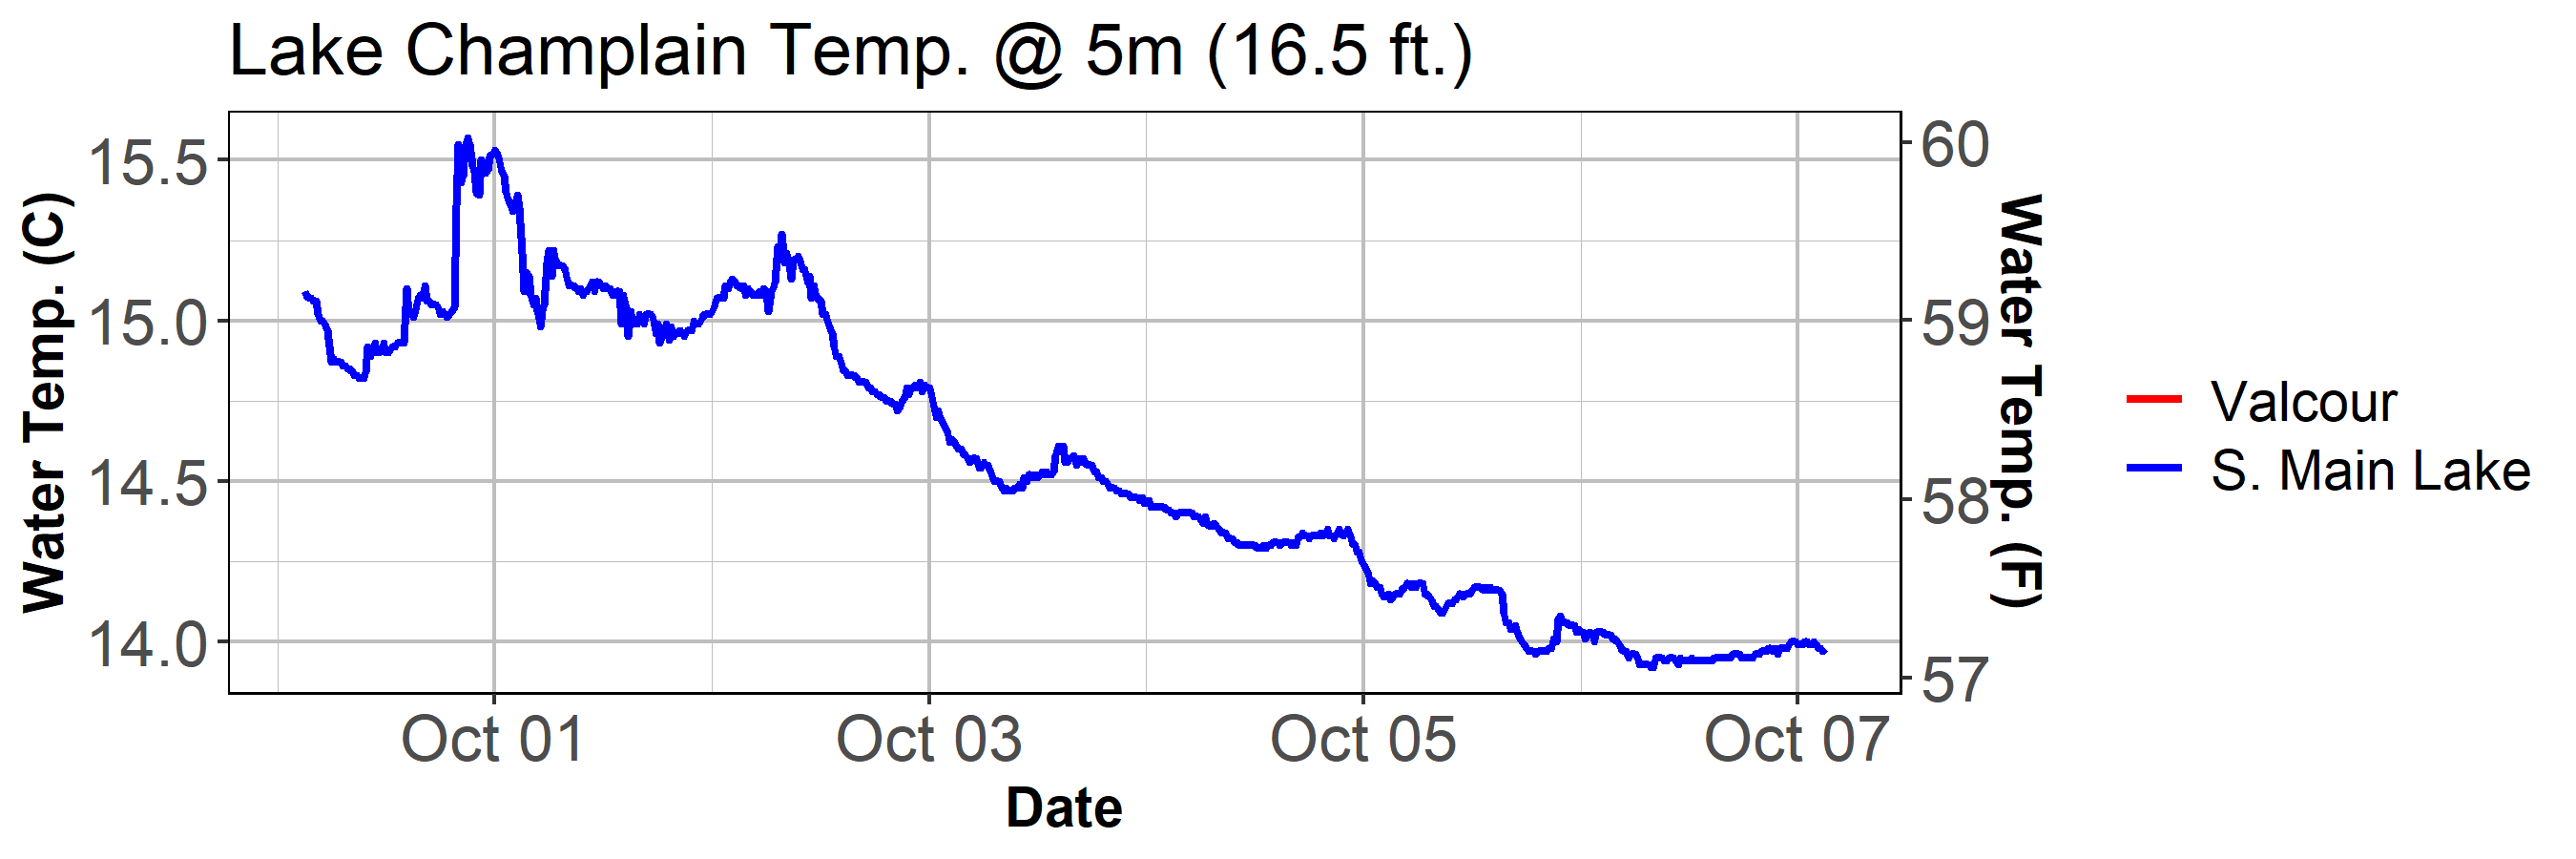 Lake Champlain Temp. @ 5m (16.5 ft.)
Water Temp. (C)
15.5
15.0
14.5
14.0
60
59
58
57
Water Temp. (F)
Oct 01
Oct 03
Oct 05
Oct 07
Date
Valcour
S. Main Lake